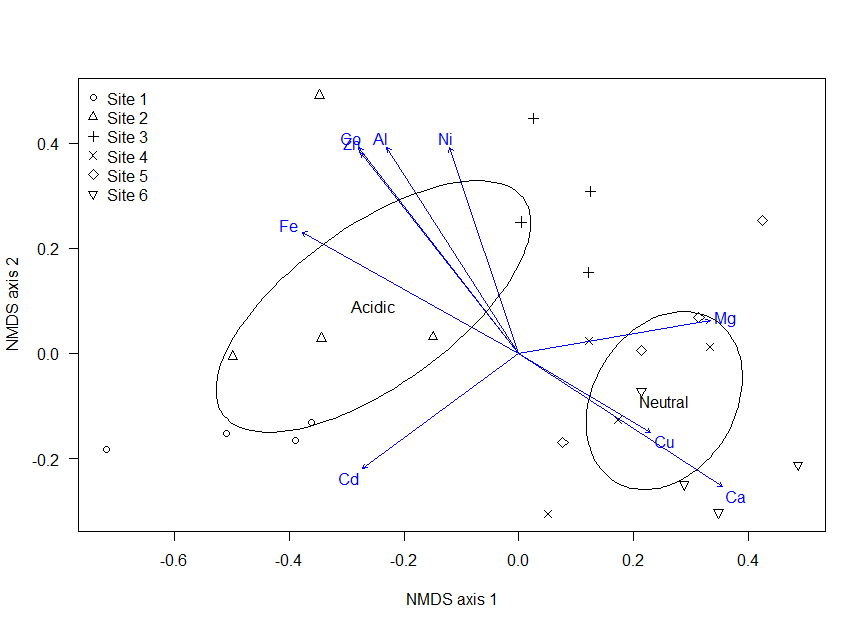 Site 1
Site 2
Site 3
Site 4
Site 5
Site 6
Co
Zn
Al
Ni
Fe
Acidic
Mg
Neutral
Cu
Cd
Ca
0.4
0.2
0.0
-0.2
NMDS axis 2
-0.6
-0.4
-0.2
0.0
0.2
0.4
NMDS axis 1